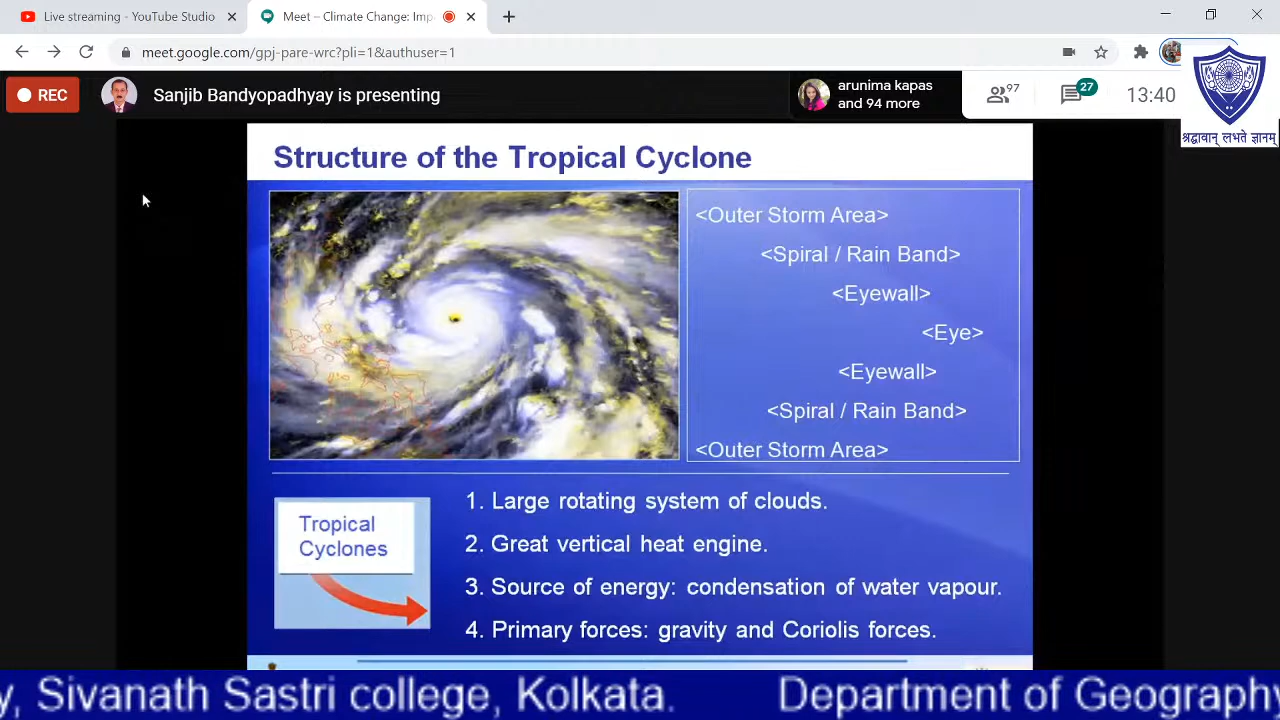 Live streaming - YouTube Studio
Meet – Climate Change: Imp
meet.google.com/gpj-pare-wrc?pli=1&authuser=1
REC
Sanjib Bandyopadhyay is presenting
arunima kapas
and 94 more
97
27
13:40
श्रद्धावान् लभते ज्ञानम्
Structure of the Tropical Cyclone
<Outer Storm Area>
<Spiral / Rain Band>
<Eyewall>
<Eye>
<Eyewall>
<Spiral / Rain Band>
<Outer Storm Area>
Tropical
Cyclones
1. Large rotating system of clouds.
2. Great vertical heat engine.
3. Source of energy: condensation of water vapour.
4. Primary forces: gravity and Coriolis forces.
y, Sivanath Sastri college, Kolkata. Department of Geography